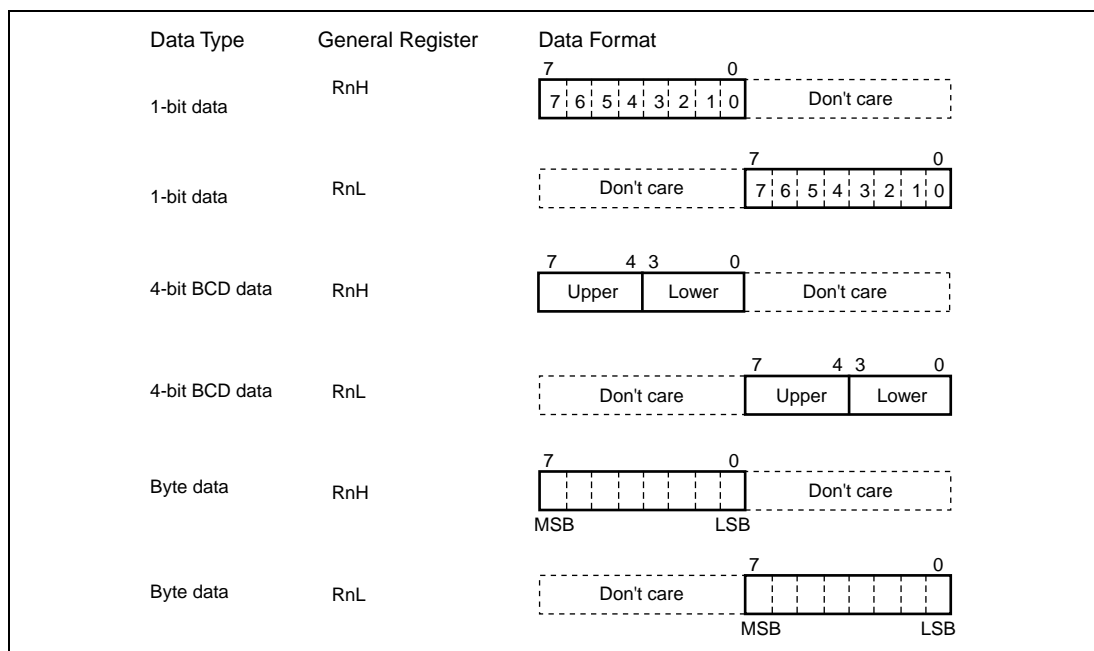 Data Type General Register Data Format
7 0
1-bit data RnH 7 6 5 4 3 2 1 0 Don't care
7 0
1-bit data RnL Don't care 7 6 5 4 3 2 1 0
7 4 3 0
4-bit BCD data RnH Upper Lower Don't care
7 4 3 0
4-bit BCD data RnL Don't care Upper Lower
7 0
Byte data RnH Don't care
MSB LSB
7 0
Byte data RnL Don't care
MSB LSB